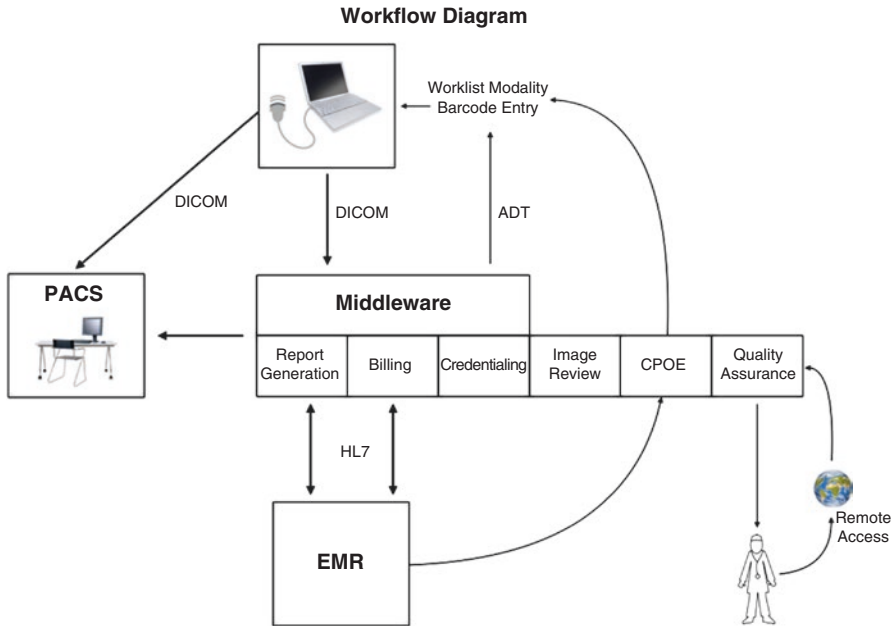 Workflow Diagram
Worklist Modality
Barcode Entry
DICOM
DICOM
ADT
PACS
Middleware
Report
Generation
Billing
Credentialing
Image
Review
CPOE
Quality
Assurance
HL7
EMR
Remote
Access